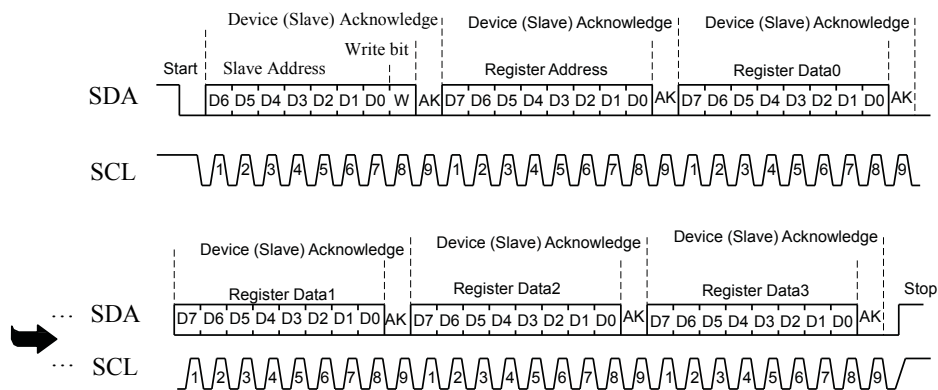 Device (Slave) Acknowledge Device (Slave) Acknowledge Device (Slave) Acknowledge
Write bit
Start Slave Address Register Address Register Data0
SDA D6 D5 D4 D3 D2 D1 D0 W AK D7 D6 D5 D4 D3 D2 D1 D0 AK D7 D6 D5 D4 D3 D2 D1 D0 AK
SCL 1 2 3 4 5 6 7 8 9 1 2 3 4 5 6 7 8 9 1 2 3 4 5 6 7 8 9
Device (Slave) Acknowledge Device (Slave) Acknowledge Device (Slave) Acknowledge
Register Data1 Register Data2 Register Data3 Stop
... SDA D7 D6 D5 D4 D3 D2 D1 D0 AK D7 D6 D5 D4 D3 D2 D1 D0 AK D7 D6 D5 D4 D3 D2 D1 D0 AK
... SCL 1 2 3 4 5 6 7 8 9 1 2 3 4 5 6 7 8 9 1 2 3 4 5 6 7 8 9